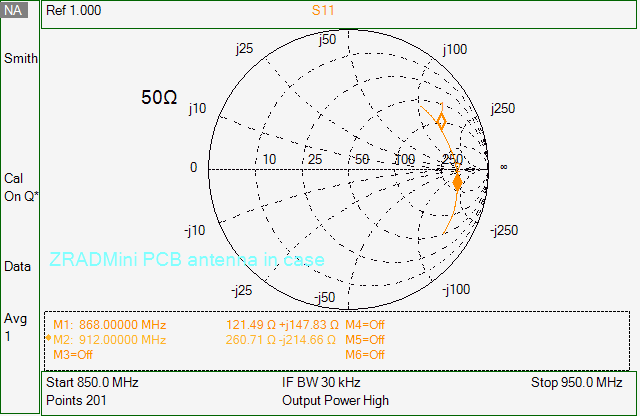 NA
Ref 1.000
S11
Smith
j50
j25
j100
50Ω
j10
j250
0
10
25
50
100
250
∞
Cal
On Q*
-j10
-j250
ZRADMini PCB antenna in case
Data
-j25
-j50
-j100
Avg
1
M1: 868.00000 MHz 121.49 Ω +j147.83 Ω M4=Off
M2: 912.00000 MHz 260.71 Ω -j214.66 Ω M5=Off
M3=Off M6=Off
Start 850.0 MHz IF BW 30 kHz Stop 950.0 MHz
Points 201 Output Power High